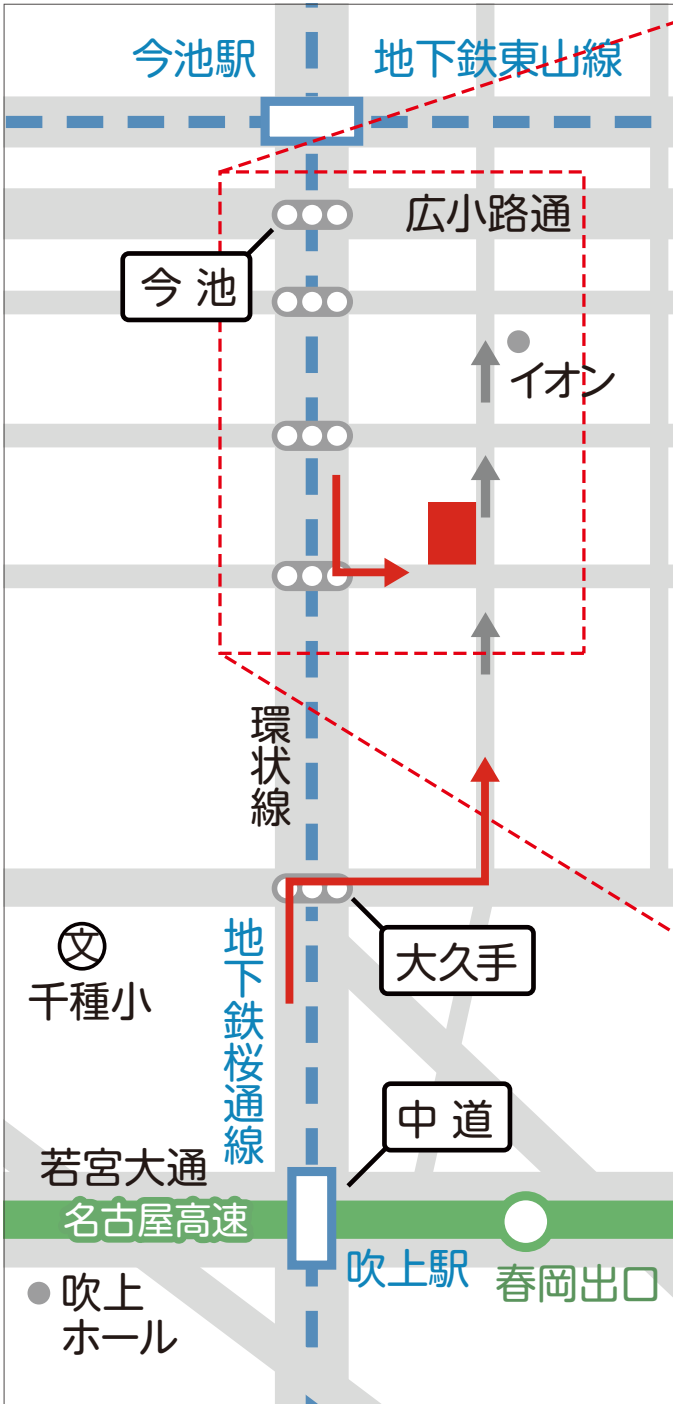 今池駅
地下鉄東山線
広小路通
今池
イオン
環状線
大久手
文
千種小
地下鉄桜通線
中道
若宮大通
名古屋高速
吹上駅
春岡出口
吹上
ホール